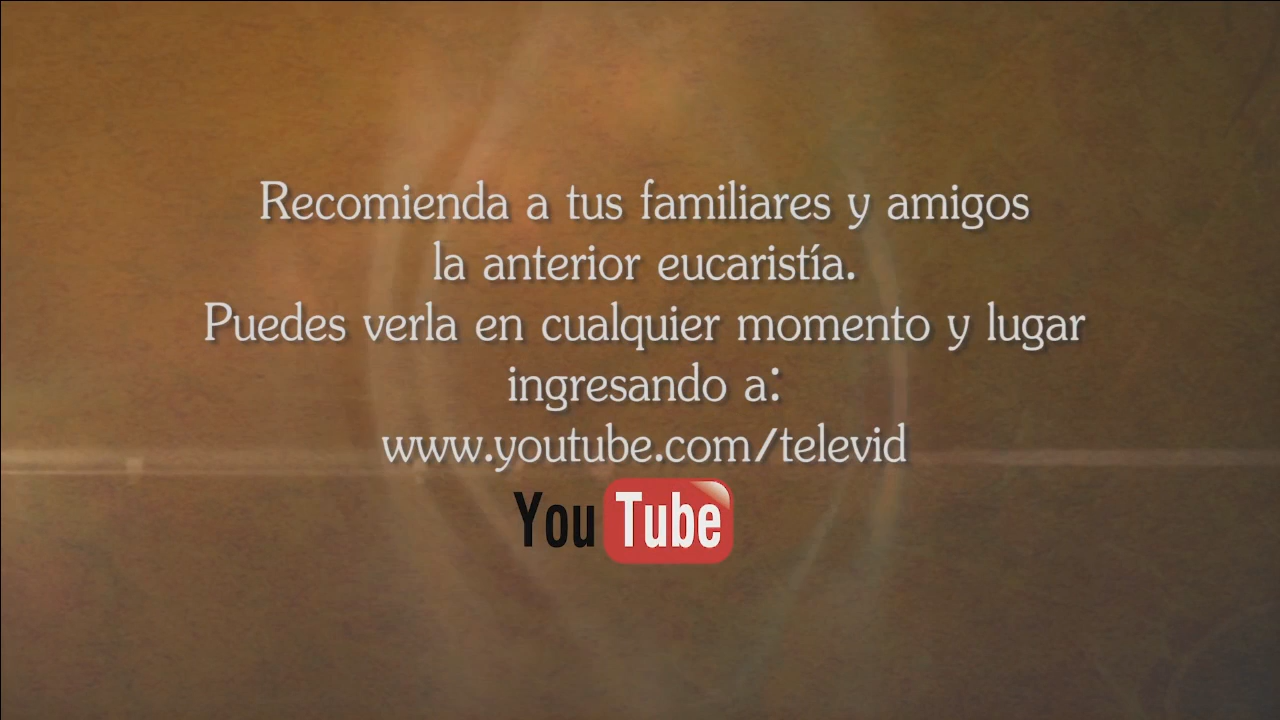 Recomienda a tus familiares y amigos
la anterior eucaristía.
Puedes verla en cualquier momento y lugar
ingresando a:
www.youtube.com/televid
YouTube